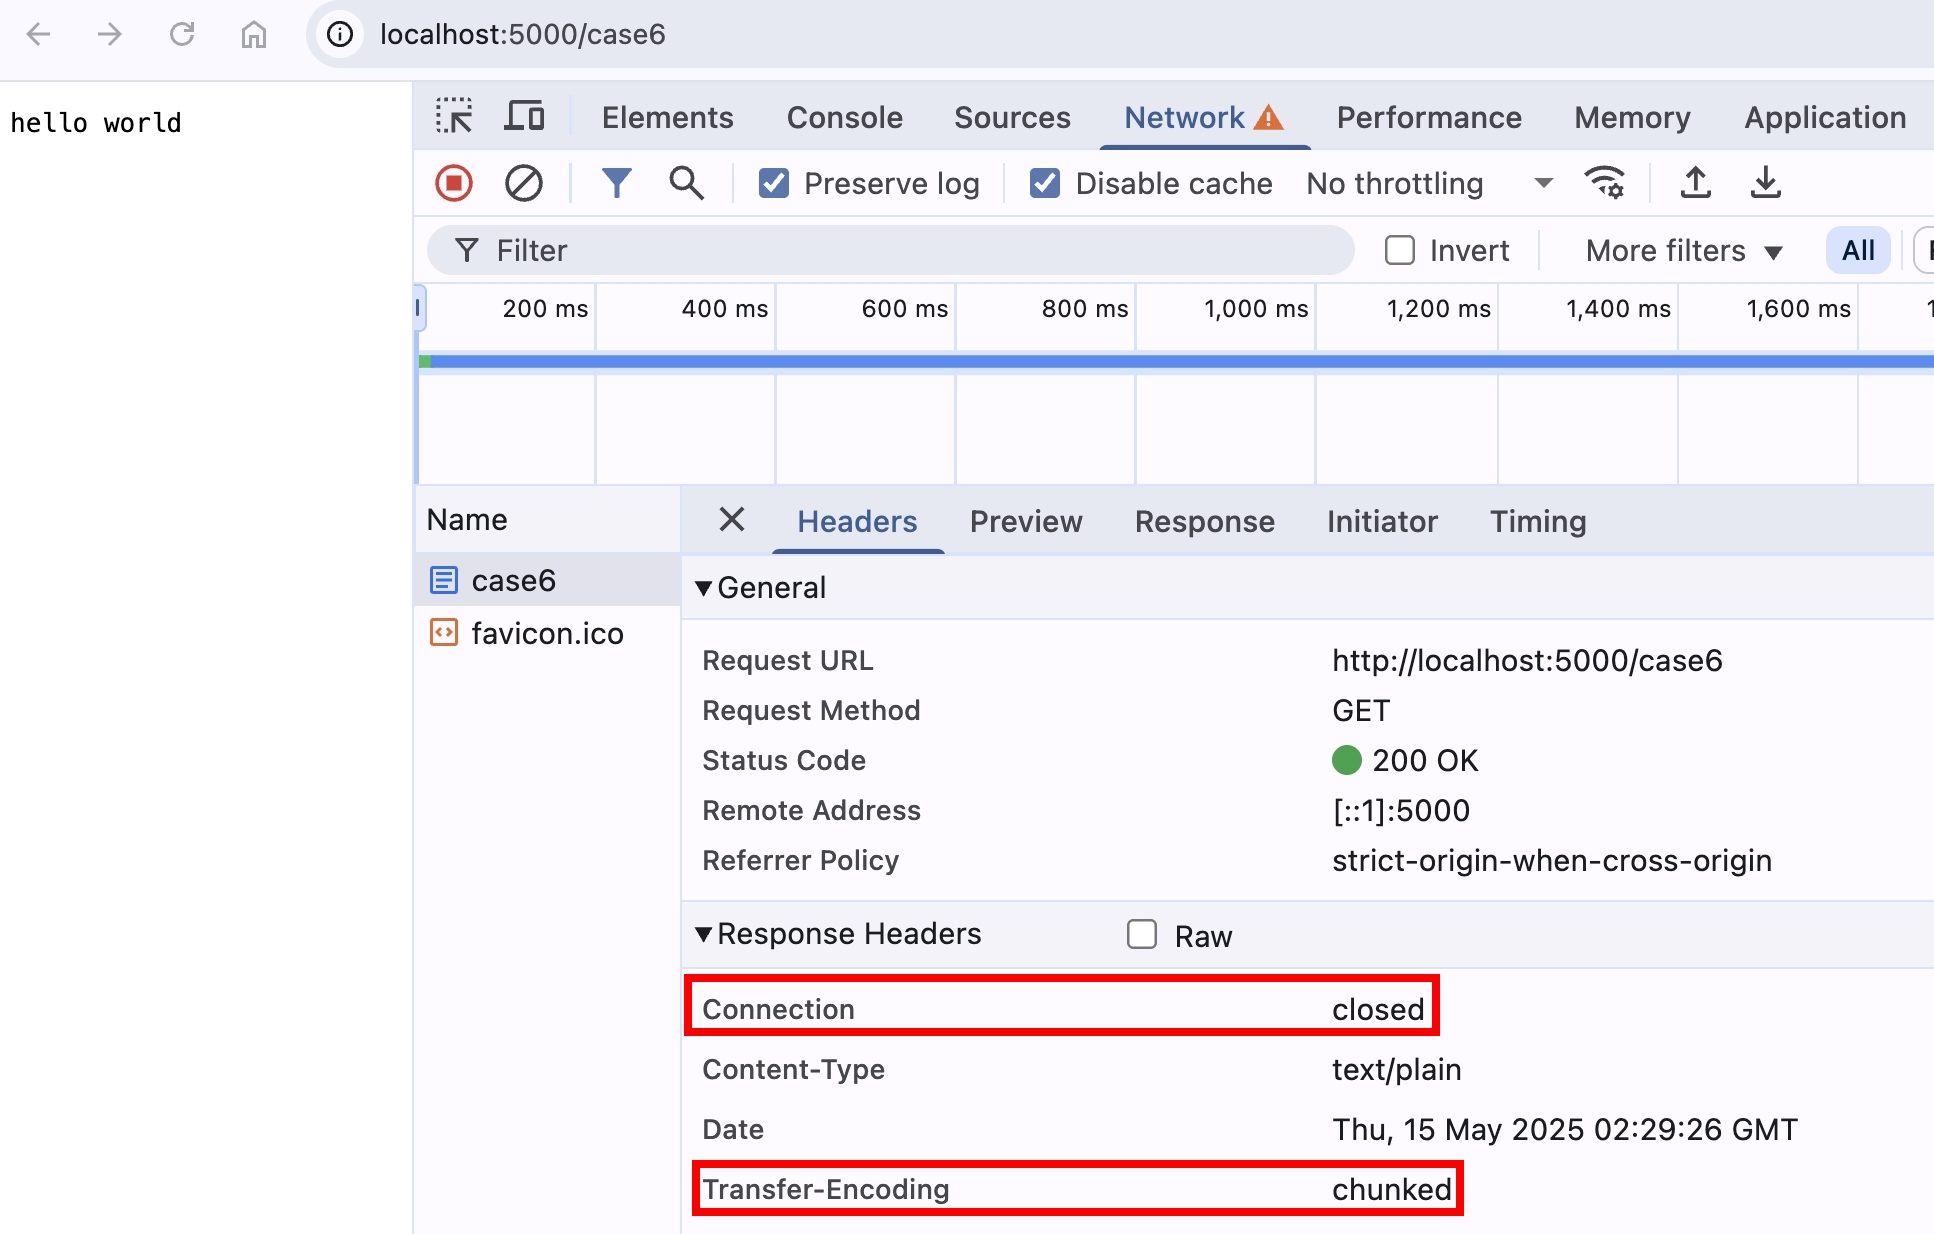 localhost:5000/case6
hello world
Elements Console Sources Network Performance Memory Application
Preserve log Disable cache No throttling
Filter Invert More filters All
200 ms 400 ms 600 ms 800 ms 1,000 ms 1,200 ms 1,400 ms 1,600 ms
Name Headers Preview Response Initiator Timing
case6
favicon.ico
General
Request URL http://localhost:5000/case6
Request Method GET
Status Code 200 OK
Remote Address [::1]:5000
Referrer Policy strict-origin-when-cross-origin
Response Headers Raw
Connection closed
Content-Type text/plain
Date Thu, 15 May 2025 02:29:26 GMT
Transfer-Encoding chunked